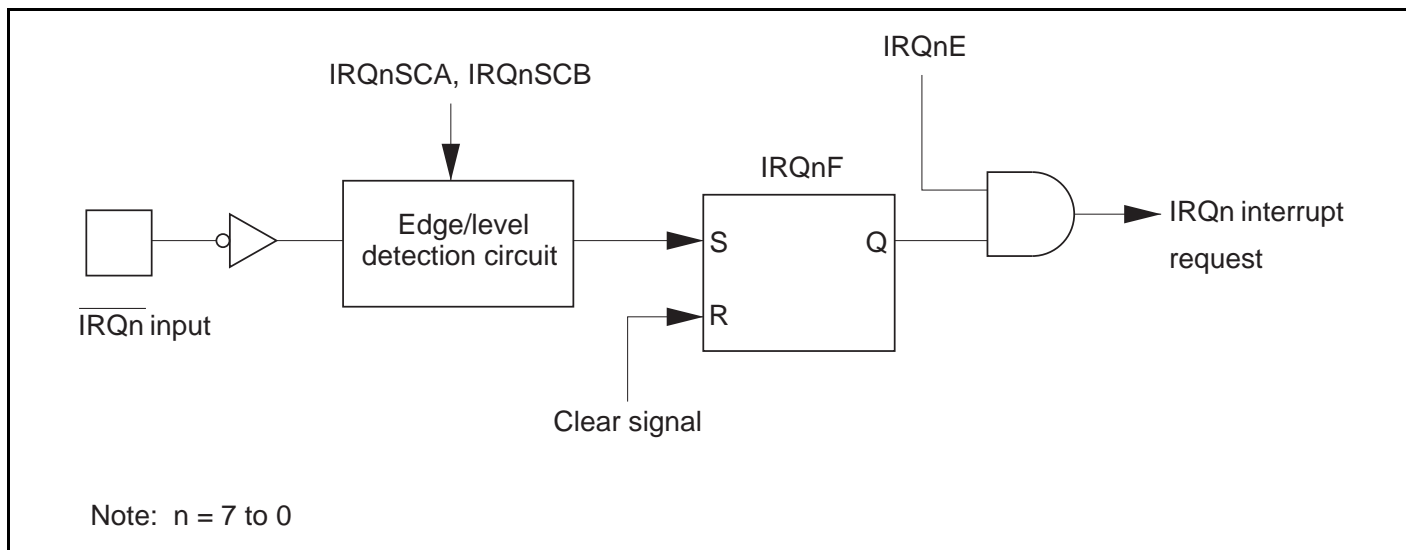 IRQnE
IRQnSCA, IRQnSCB
IRQnF
Edge/level
detection circuit
S
Q
R
IRQn interrupt
request
IRQn input
Clear signal
Note: n = 7 to 0